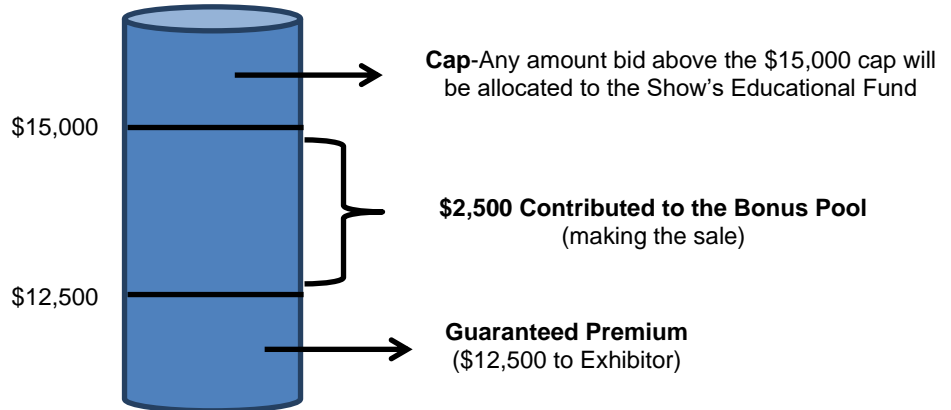 Cap-Any amount bid above the $15,000 cap will
be allocated to the Show’s Educational Fund
$15,000
$2,500 Contributed to the Bonus Pool
(making the sale)
$12,500
Guaranteed Premium
($12,500 to Exhibitor)